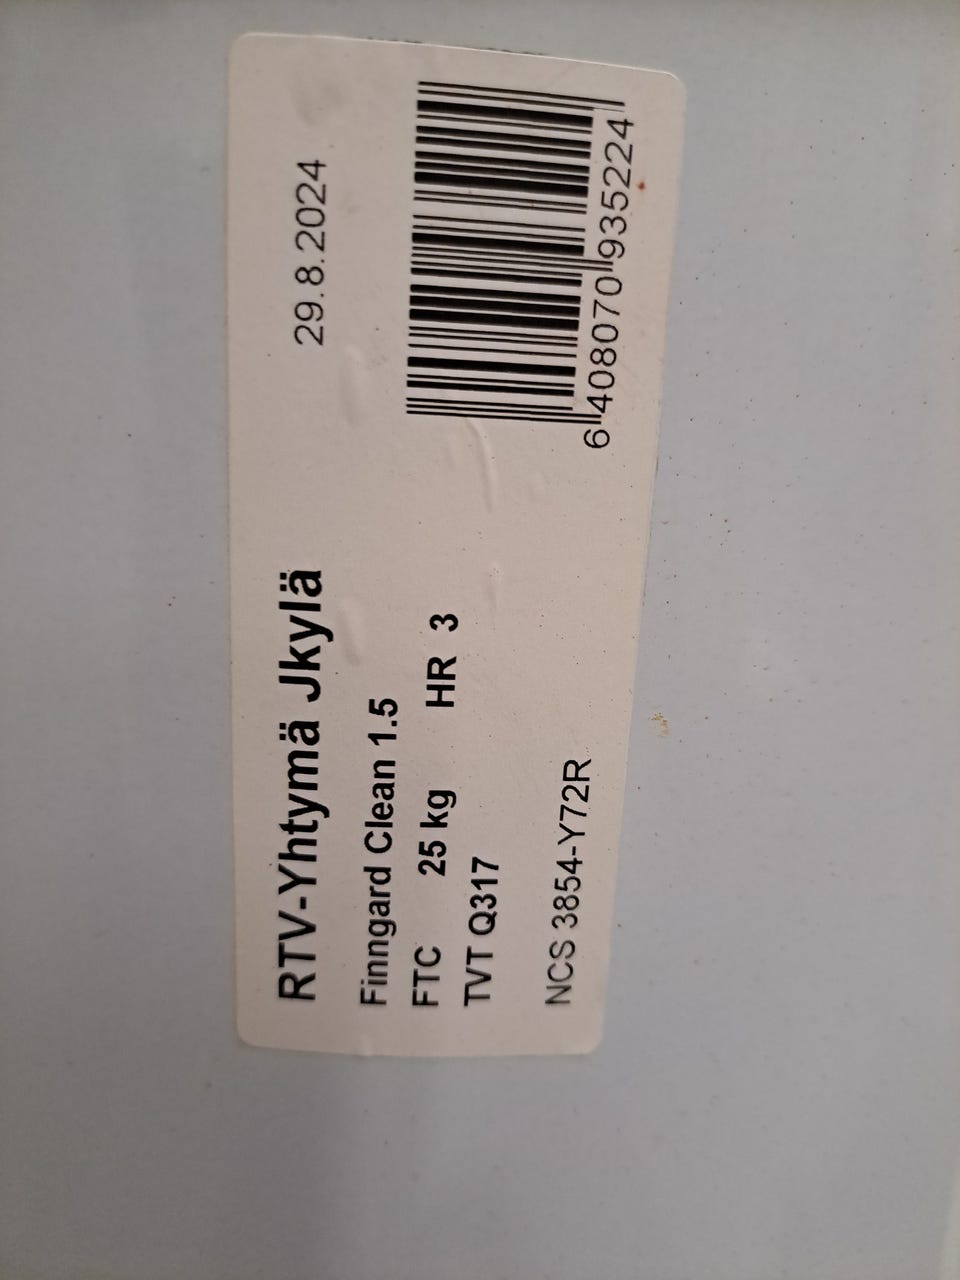 RTV-Yhtymä Jkylä 29.8.2024
Finngard Clean 1.5
FTC 25 kg HR 3
TVT Q317
NCS 3854-Y72R
6 408070 935224